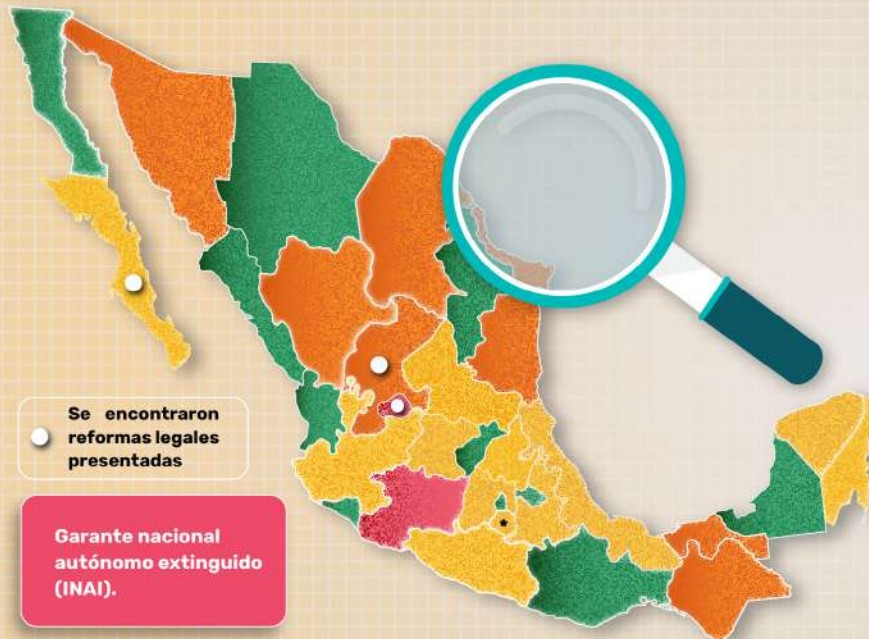 Se encontraron
reformas legales
presentadas
Garante nacional
autónomo extinguido
(INAI).